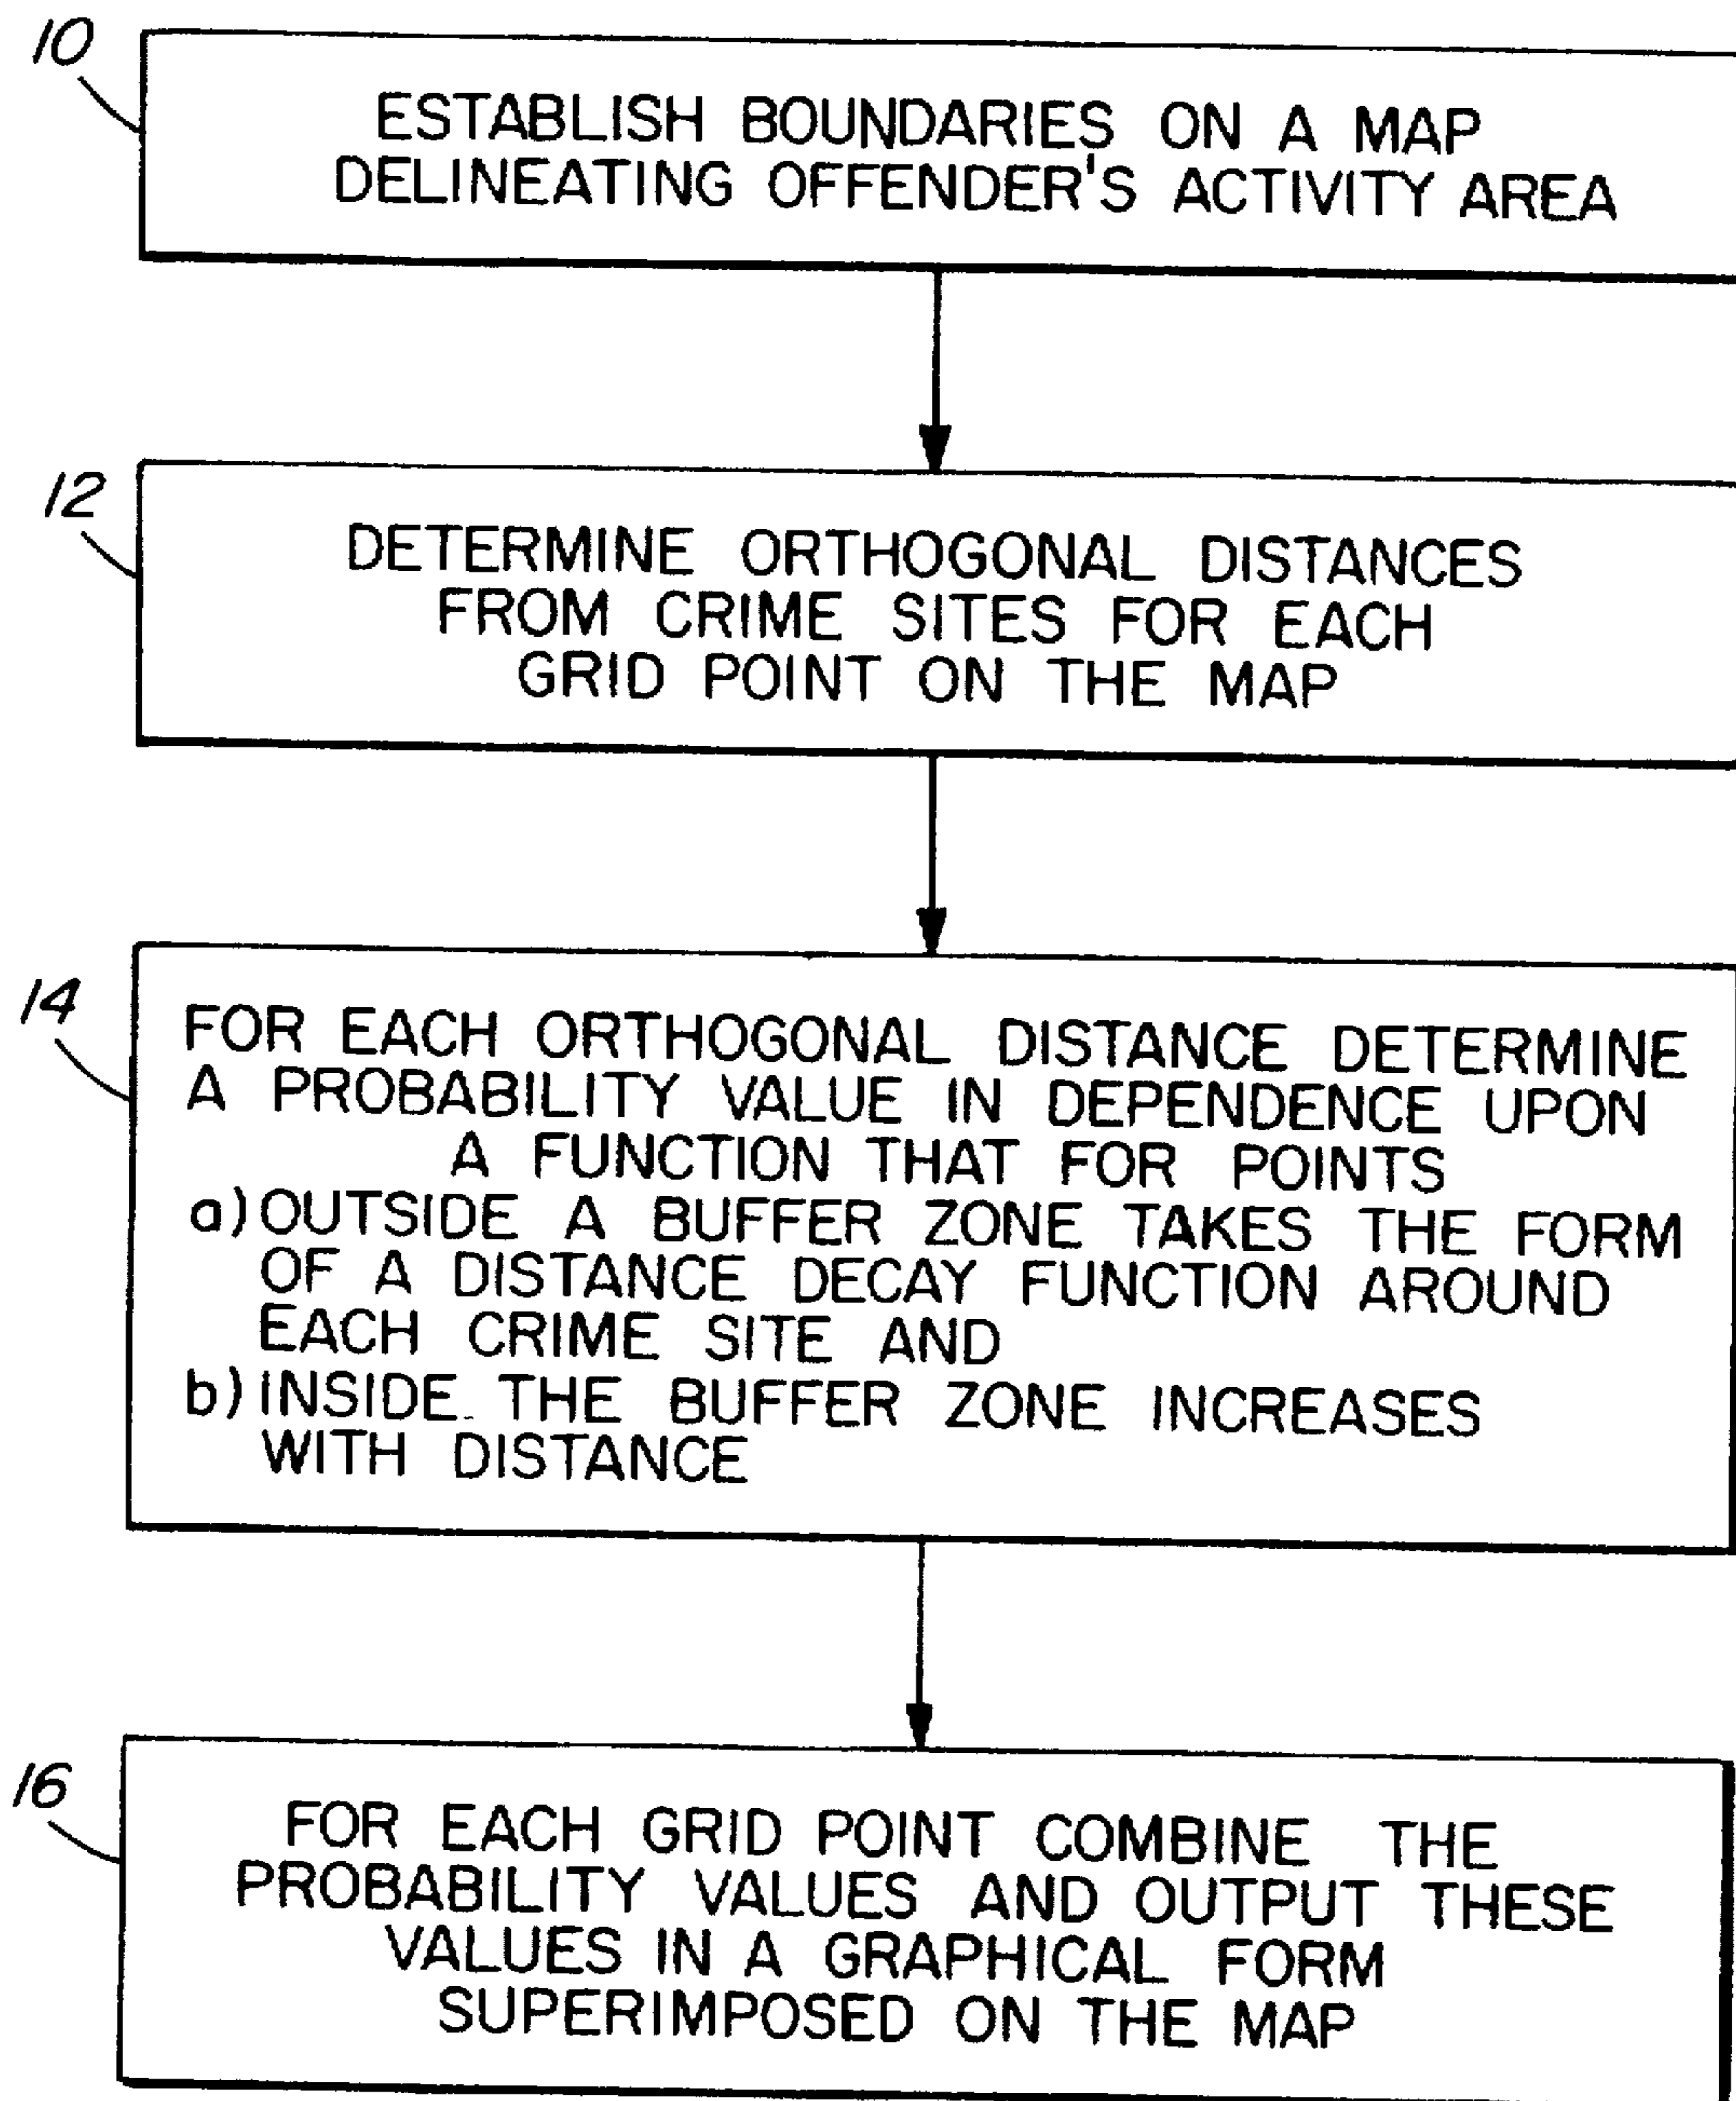 10
ESTABLISH BOUNDARIES ON A MAP
DELINEATING OFFENDER'S ACTIVITY AREA
12
DETERMINE ORTHOGONAL DISTANCES
FROM CRIME SITES FOR EACH
GRID POINT ON THE MAP
14
FOR EACH ORTHOGONAL DISTANCE DETERMINE
A PROBABILITY VALUE IN DEPENDENCE UPON
A FUNCTION THAT FOR POINTS
a) OUTSIDE A BUFFER ZONE TAKES THE FORM
OF A DISTANCE DECAY FUNCTION AROUND
EACH CRIME SITE AND
b) INSIDE THE BUFFER ZONE INCREASES
WITH DISTANCE
16
FOR EACH GRID POINT COMBINE THE
PROBABILITY VALUES AND OUTPUT THESE
VALUES IN A GRAPHICAL FORM
SUPERIMPOSED ON THE MAP